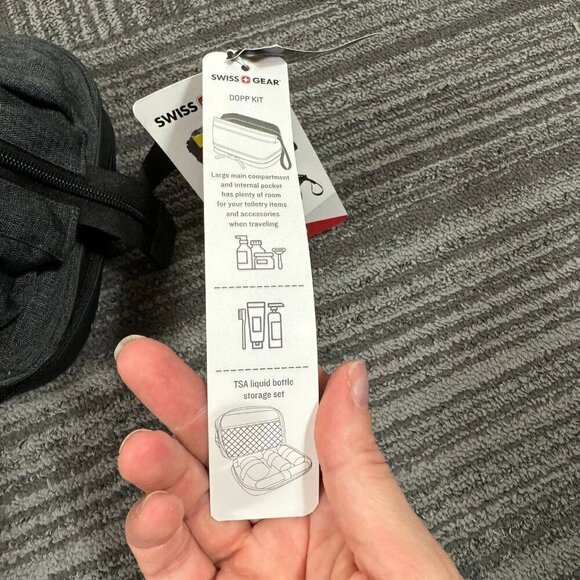 SWISS GEAR
DOPP KIT
Large main compartment
and internal pocket
has plenty of room
for your toiletry items
and accessories
when traveling
TSA liquid bottle
storage set
SWISS